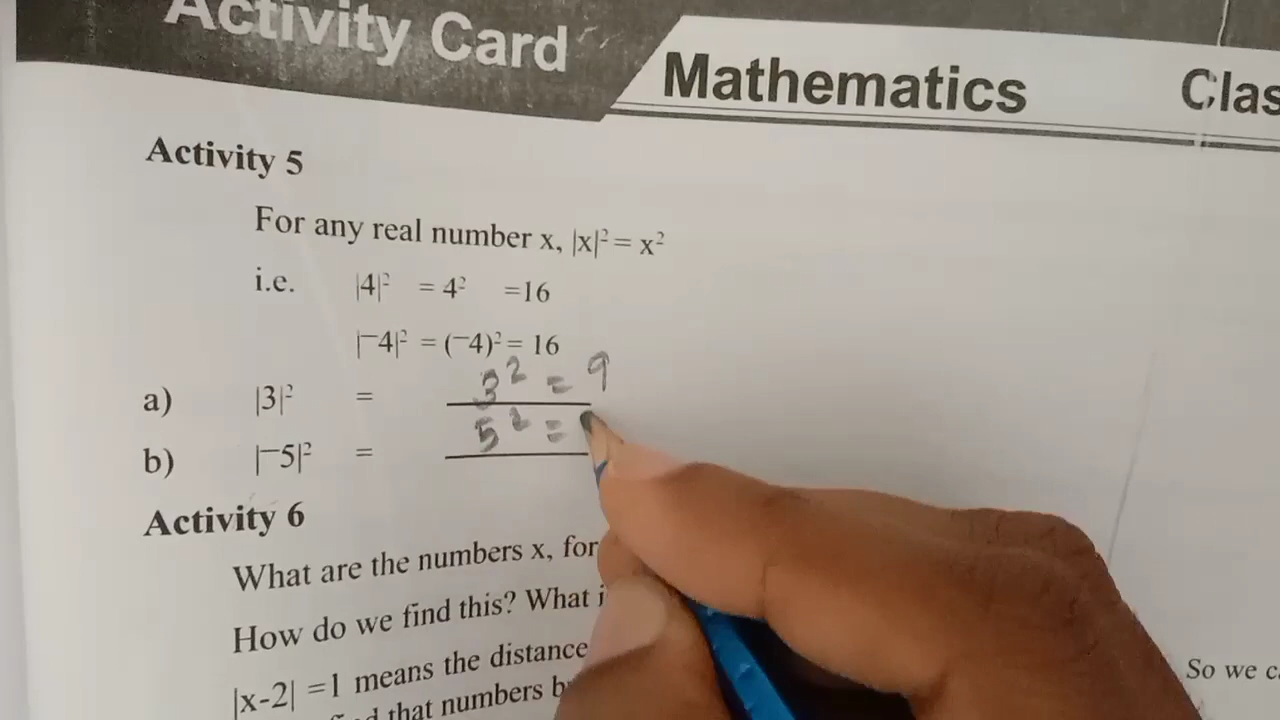 Activity Card
Mathematics
Activity 5
For any real number x, |x|² = x²
i.e. |4|² = 4² =16
|⁻4|² = (⁻4)² = 16
a) |3|² = 3² = 9
b) |⁻5|² = 5² =
Activity 6
What are the numbers x, for
How do we find this? What
|x-2| =1 means the distance
that numbers
So we